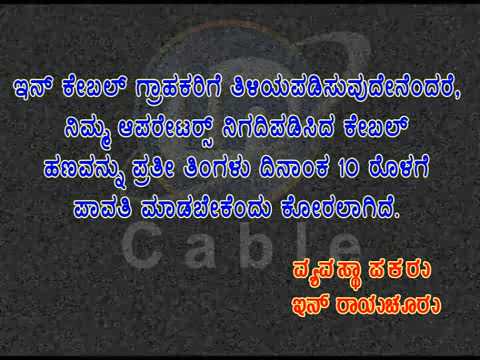 ಇನ್ ಕೇಬಲ್ ಗ್ರಾಹಕರಿಗೆ ತಿಳಿಯಪಡಿಸುವುದೇನೆಂದರೆ,
ನಿಮ್ಮ ಆಪರೇಟರ‍್ಸ್ ನಿಗದಿಪಡಿಸಿದ ಕೇಬಲ್
ಹಣವನ್ನು ಪ್ರತೀ ತಿಂಗಳು ದಿನಾಂಕ 10 ರೊಳಗೆ
ಪಾವತಿ ಮಾಡಬೇಕೆಂದು ಕೋರಲಾಗಿದೆ.
Cable
ವ್ಯವಸ್ಥಾಪಕರು
ಇನ್ ರಾಯಚೂರು